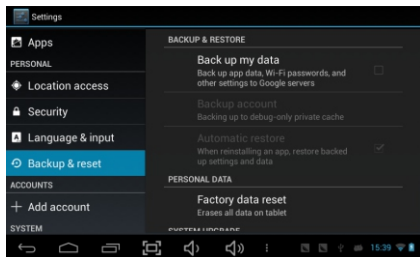 Settings
Apps
PERSONAL
Location access
Security
Language & input
Backup & reset
ACCOUNTS
Add account
SYSTEM
BACKUP & RESTORE
Back up my data
Back up app data, Wi-Fi passwords, and
other settings to Google servers
Backup account
Backing up to debug-only private cache
Automatic restore
When reinstalling an app, restore backed
up settings and data
PERSONAL DATA
Factory data reset
Erases all data on tablet
SYSTEM UPGRADE
15:39